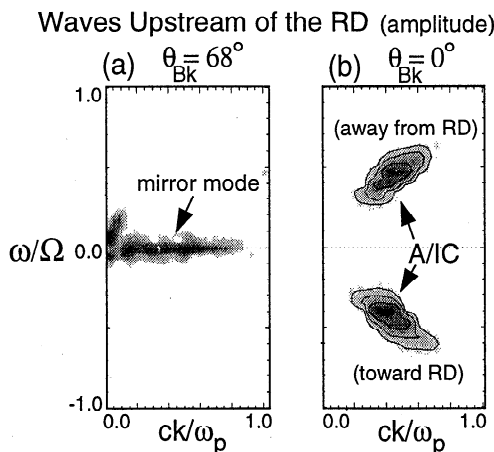 Waves Upstream of the RD (amplitude)
(a) θBk = 68°
(b) θBk = 0°
1.0
(away from RD)
mirror mode
ω/Ω 0.0
A/IC
(toward RD)
-1.0
0.0 1.0
0.0 1.0
ck/ωp
ck/ωp